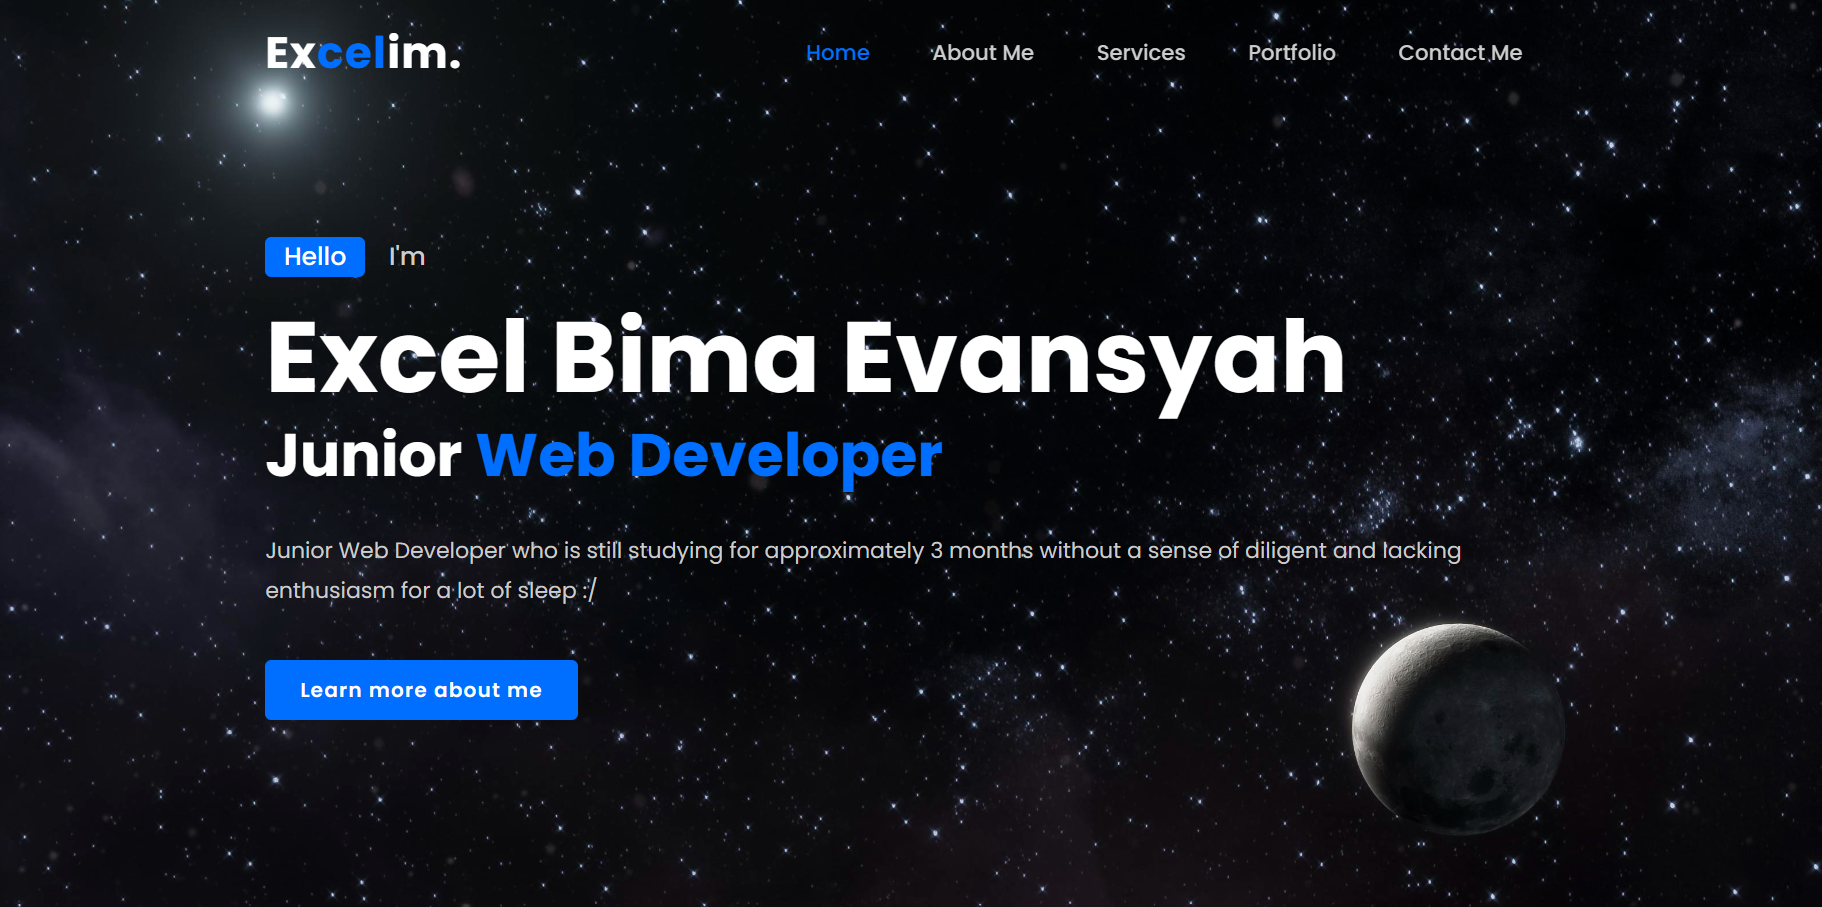 Excelim.
Home About Me Services Portfolio Contact Me
Hello I'm
Excel Bima Evansyah
Junior Web Developer
Junior Web Developer who is still studying for approximately 3 months without a sense of diligent and lacking
enthusiasm for a lot of sleep :/
Learn more about me